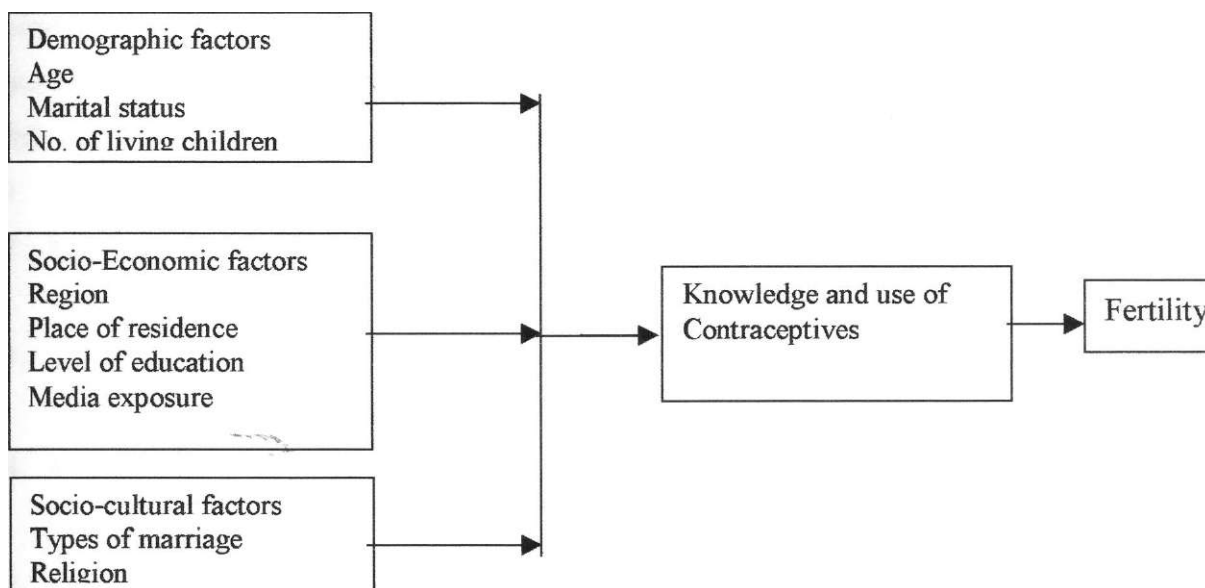 Demographic factors
Age
Marital status
No. of living children
Socio-Economic factors
Region
Place of residence
Level of education
Media exposure
Socio-cultural factors
Types of marriage
Religion
Knowledge and use of
Contraceptives
Fertility